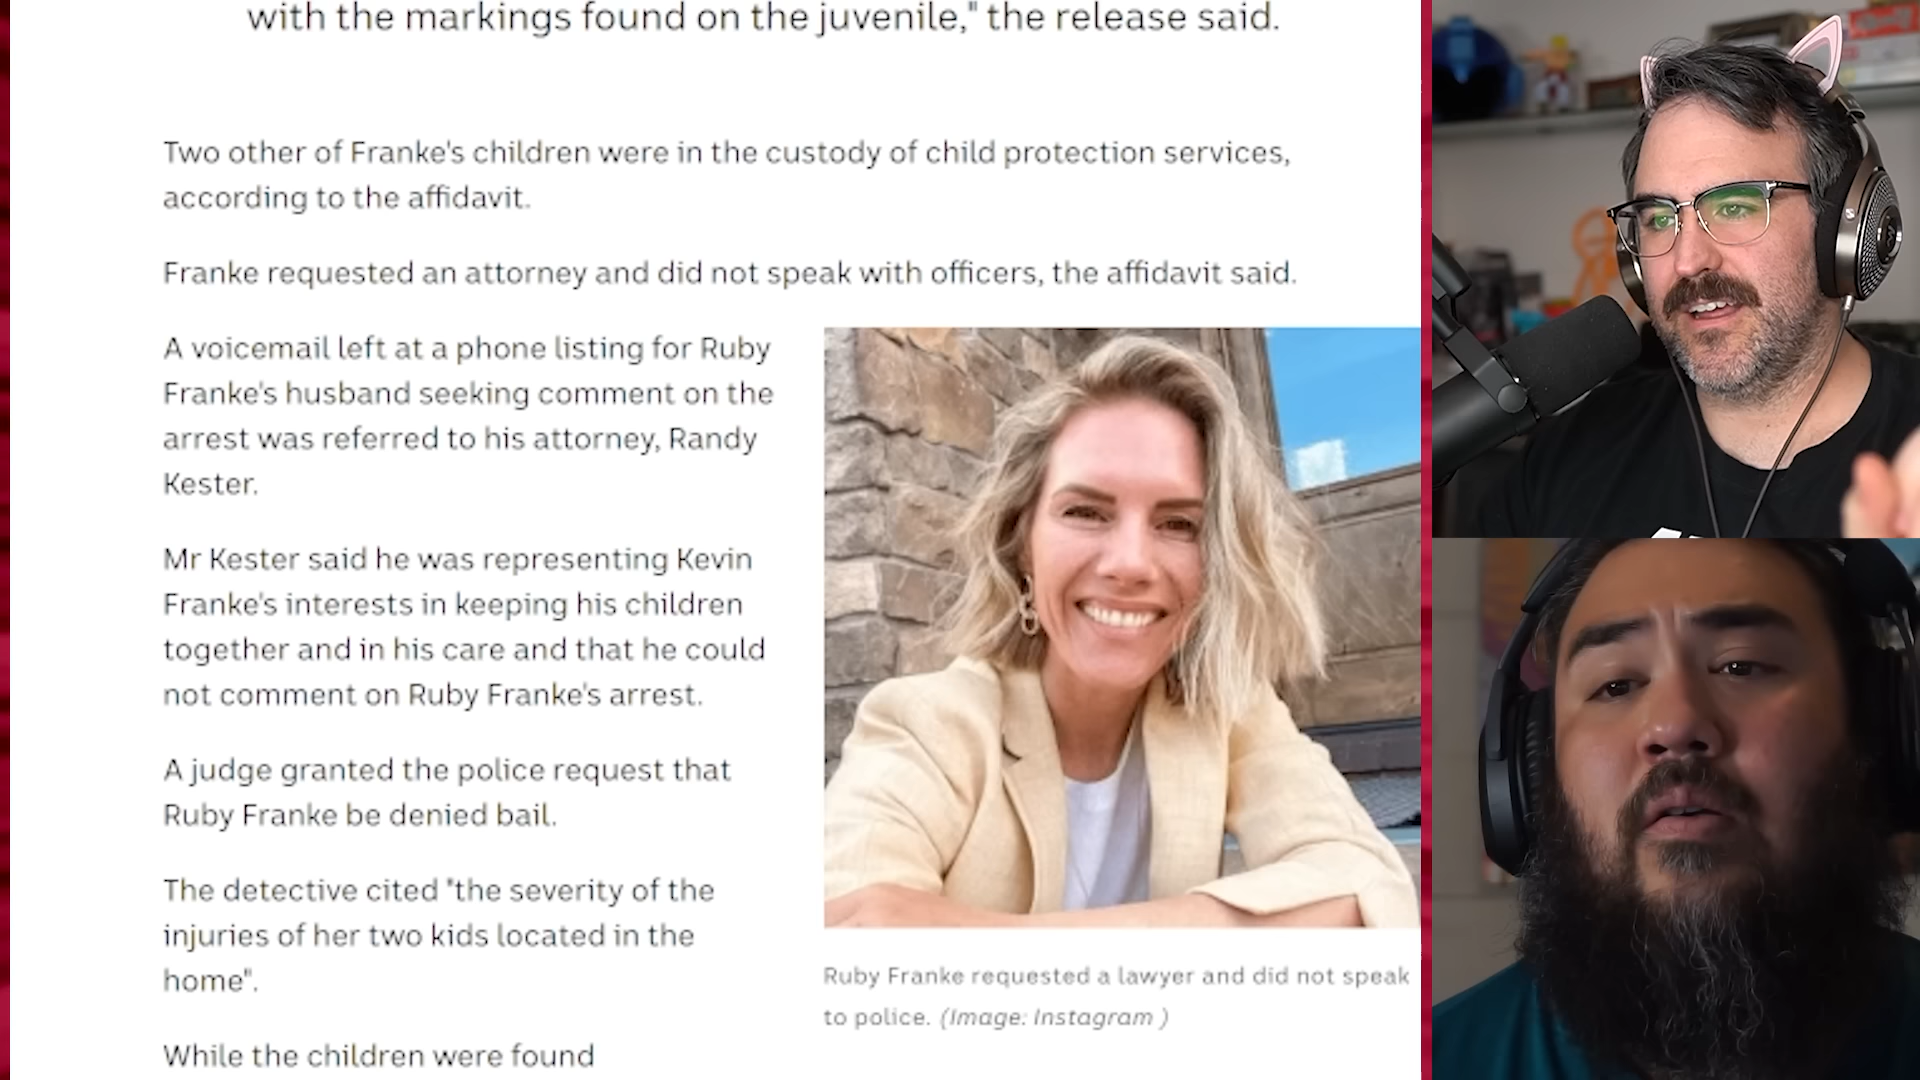 with the markings found on the juvenile," the release said.
Two other of Franke's children were in the custody of child protection services,
according to the affidavit.
Franke requested an attorney and did not speak with officers, the affidavit said.
A voicemail left at a phone listing for Ruby
Franke's husband seeking comment on the
arrest was referred to his attorney, Randy
Kester.
Mr Kester said he was representing Kevin
Franke's interests in keeping his children
together and in his care and that he could
not comment on Ruby Franke's arrest.
A judge granted the police request that
Ruby Franke be denied bail.
The detective cited "the severity of the
injuries of her two kids located in the
home".
While the children were found
Ruby Franke requested a lawyer and did not speak
to police. (Image: Instagram )